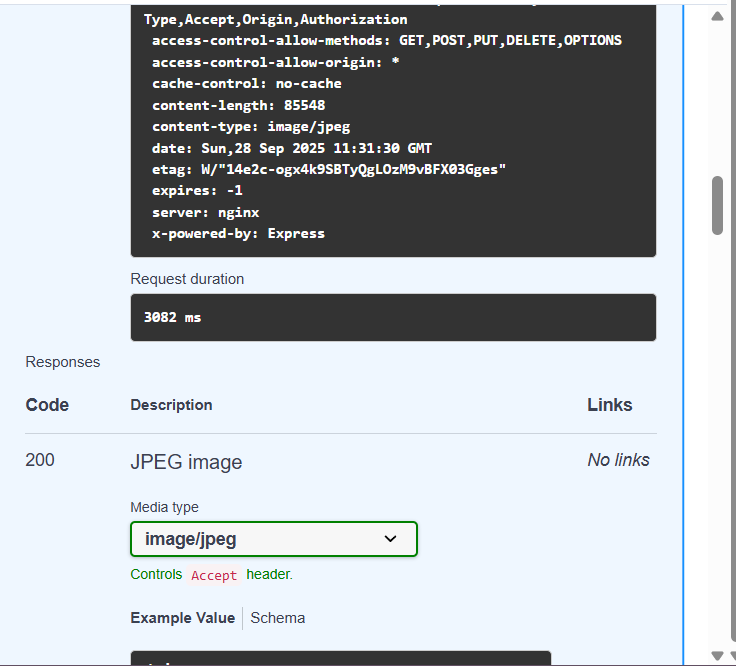 Type,Accept,Origin,Authorization
access-control-allow-methods: GET,POST,PUT,DELETE,OPTIONS
access-control-allow-origin: *
cache-control: no-cache
content-length: 85548
content-type: image/jpeg
date: Sun,28 Sep 2025 11:31:30 GMT
etag: W/"14e2c-ogx4k9SBTyQgLOzM9vBFX03Gges"
expires: -1
server: nginx
x-powered-by: Express
Request duration
3082 ms
Responses
Code Description Links
200 JPEG image No links
Media type
image/jpeg
Controls Accept header.
Example Value Schema